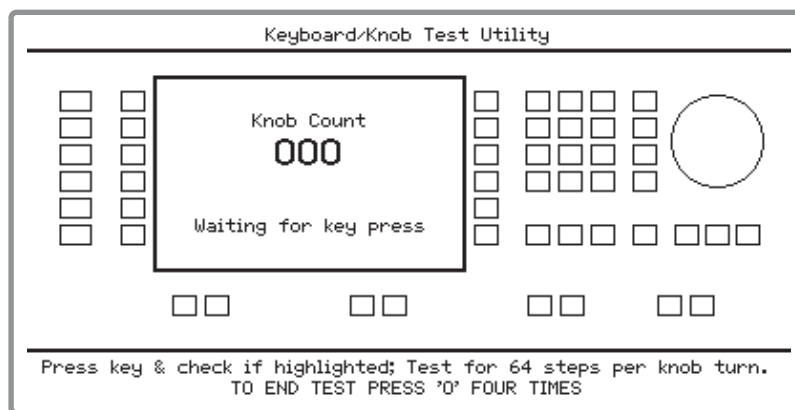 Keyboard/Knob Test Utility
Knob Count
000
Waiting for key press
Press key & check if highlighted; Test for 64 steps per knob turn.
TO END TEST PRESS '0' FOUR TIMES